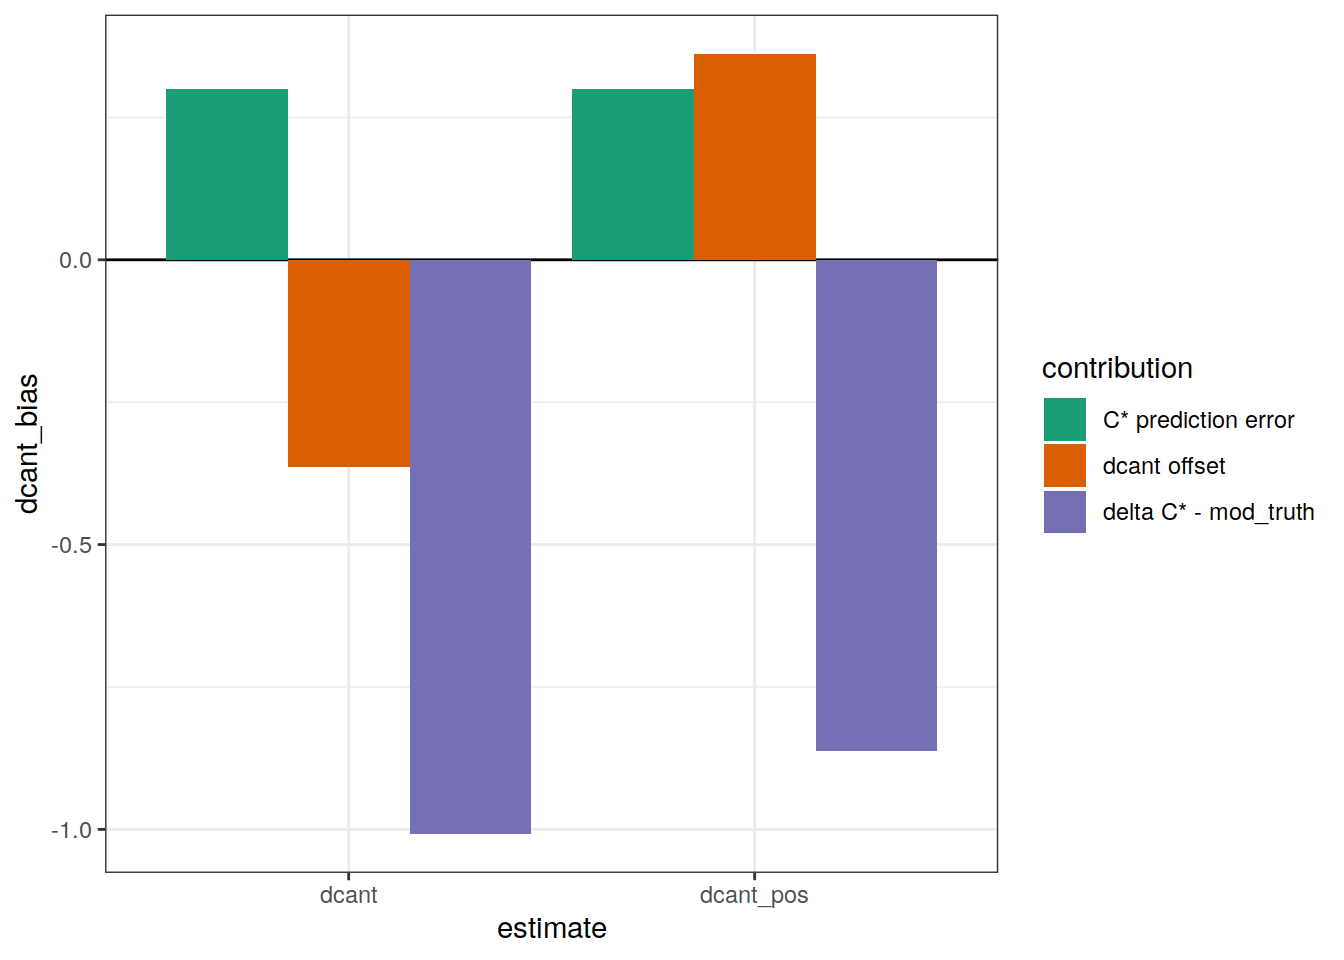 dcant_bias
0.0
-0.5
-1.0
dcant
dcant_pos
estimate
contribution
C* prediction error
dcant offset
delta C* - mod_truth